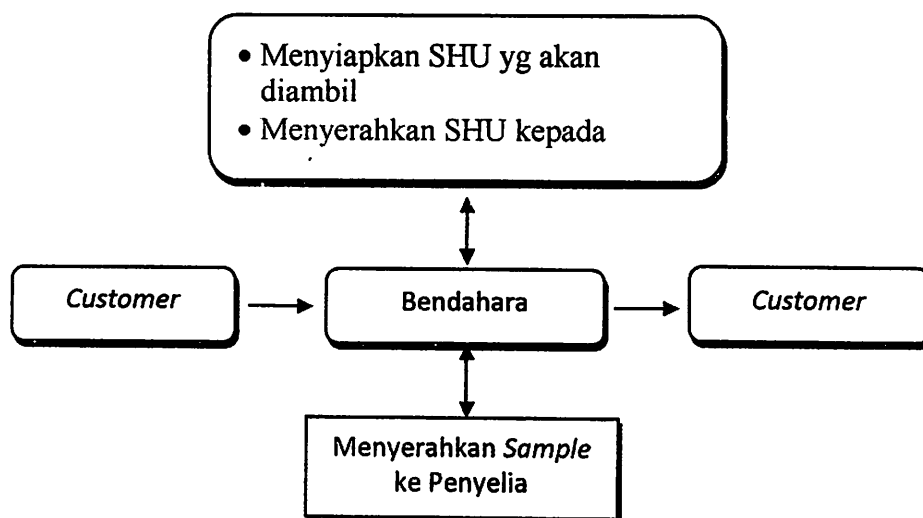 • Menyiapkan SHU yg akan
diambil
• Menyerahkan SHU kepada
Customer
Bendahara
Customer
Menyerahkan Sample
ke Penyelia